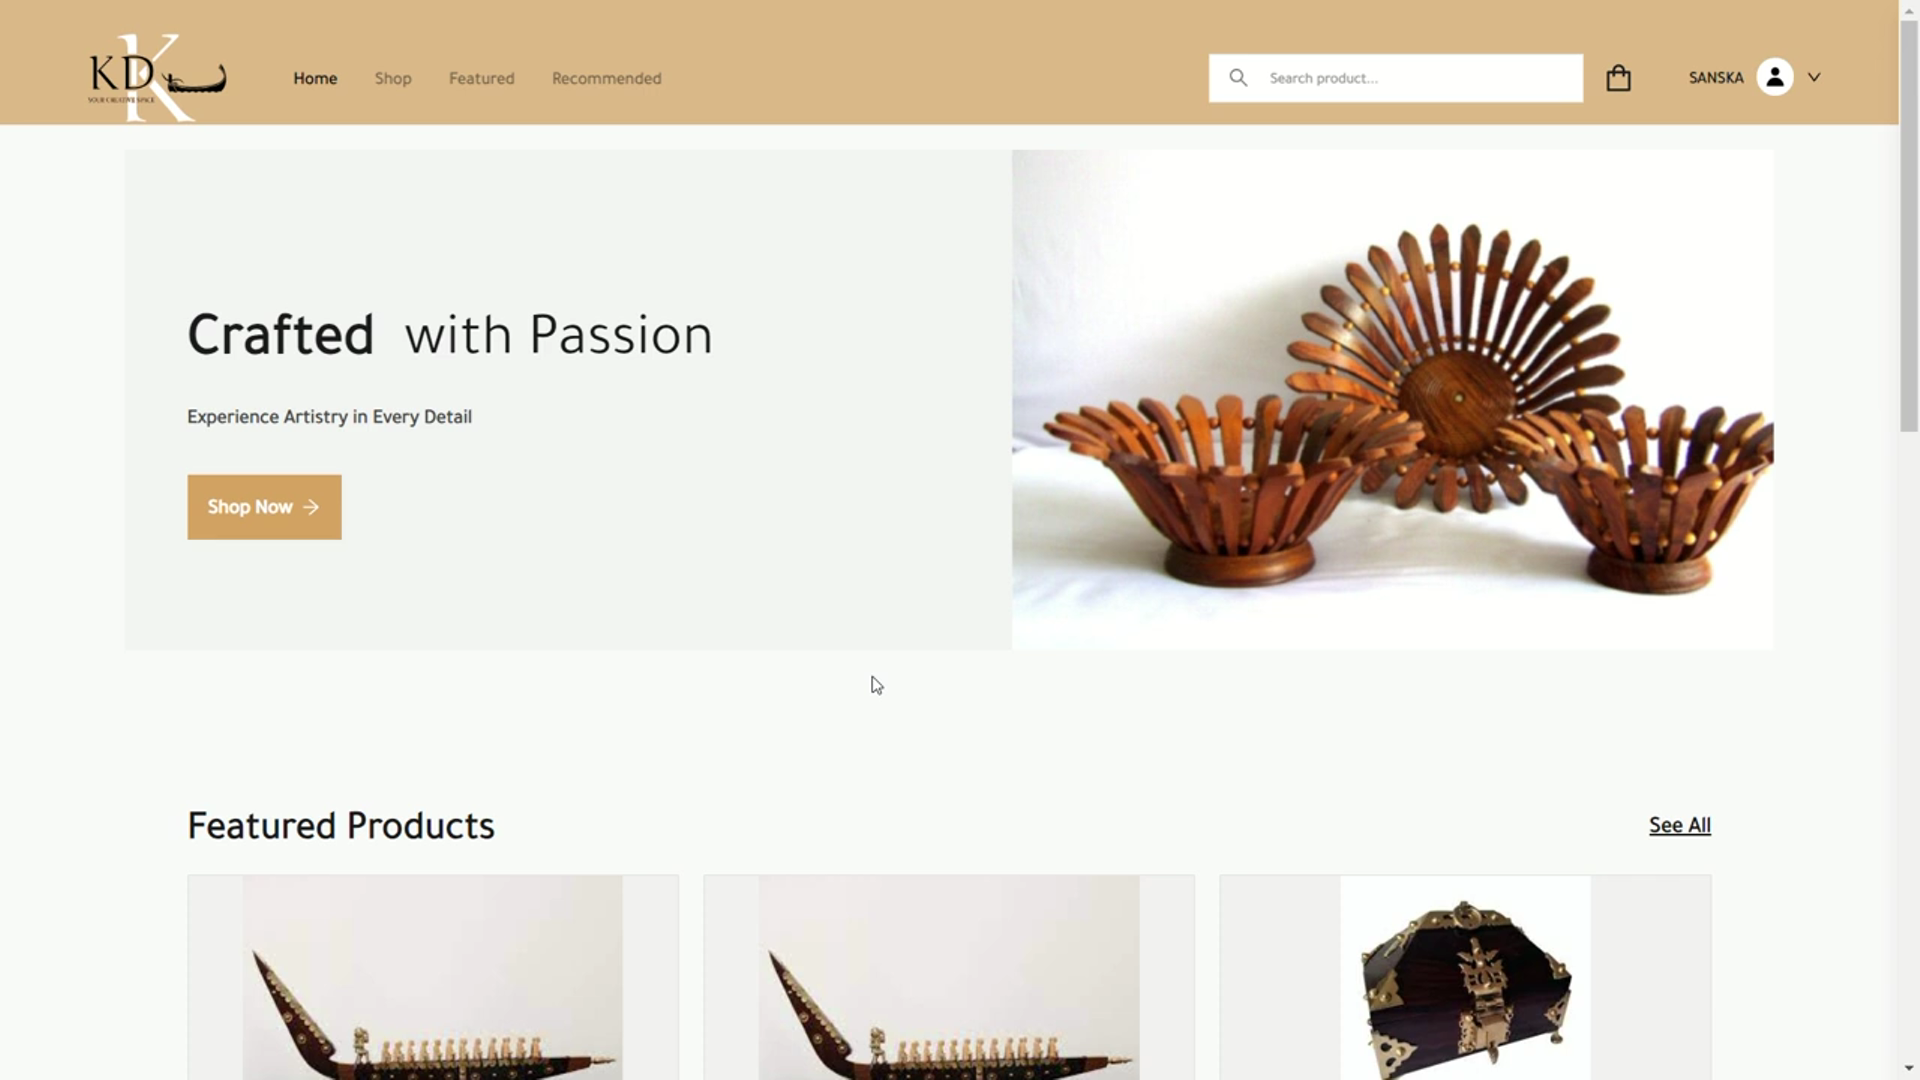 K
KD
YOUR CREATIVE SPACE
Home
Shop
Featured
Recommended
Search product...
SANSKA
Crafted with Passion
Experience Artistry in Every Detail
Shop Now
Featured Products
See All